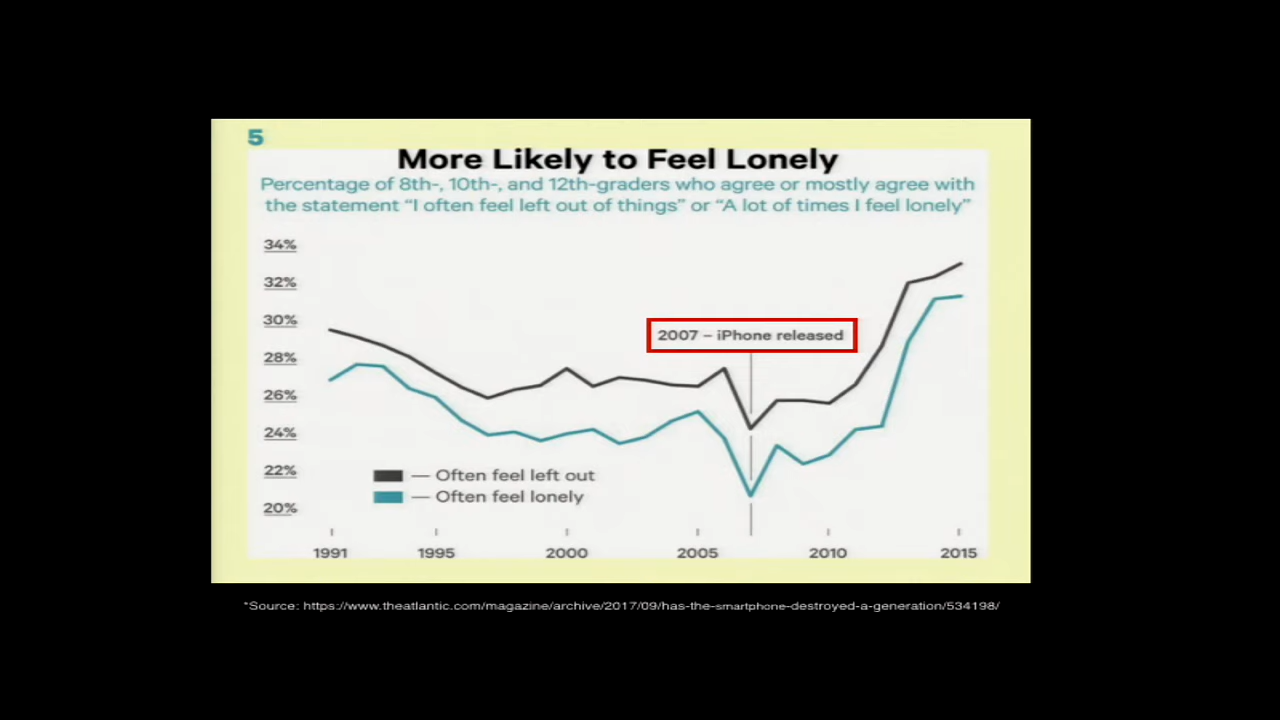 5
More Likely to Feel Lonely
Percentage of 8th-, 10th-, and 12th-graders who agree or mostly agree with
the statement “I often feel left out of things” or “A lot of times I feel lonely”
34%
32%
30%
2007 – iPhone released
28%
26%
24%
22%
— Often feel left out
— Often feel lonely
20%
1991 1995 2000 2005 2010 2015
*Source: https://www.theatlantic.com/magazine/archive/2017/09/has-the-smartphone-destroyed-a-generation/534198/